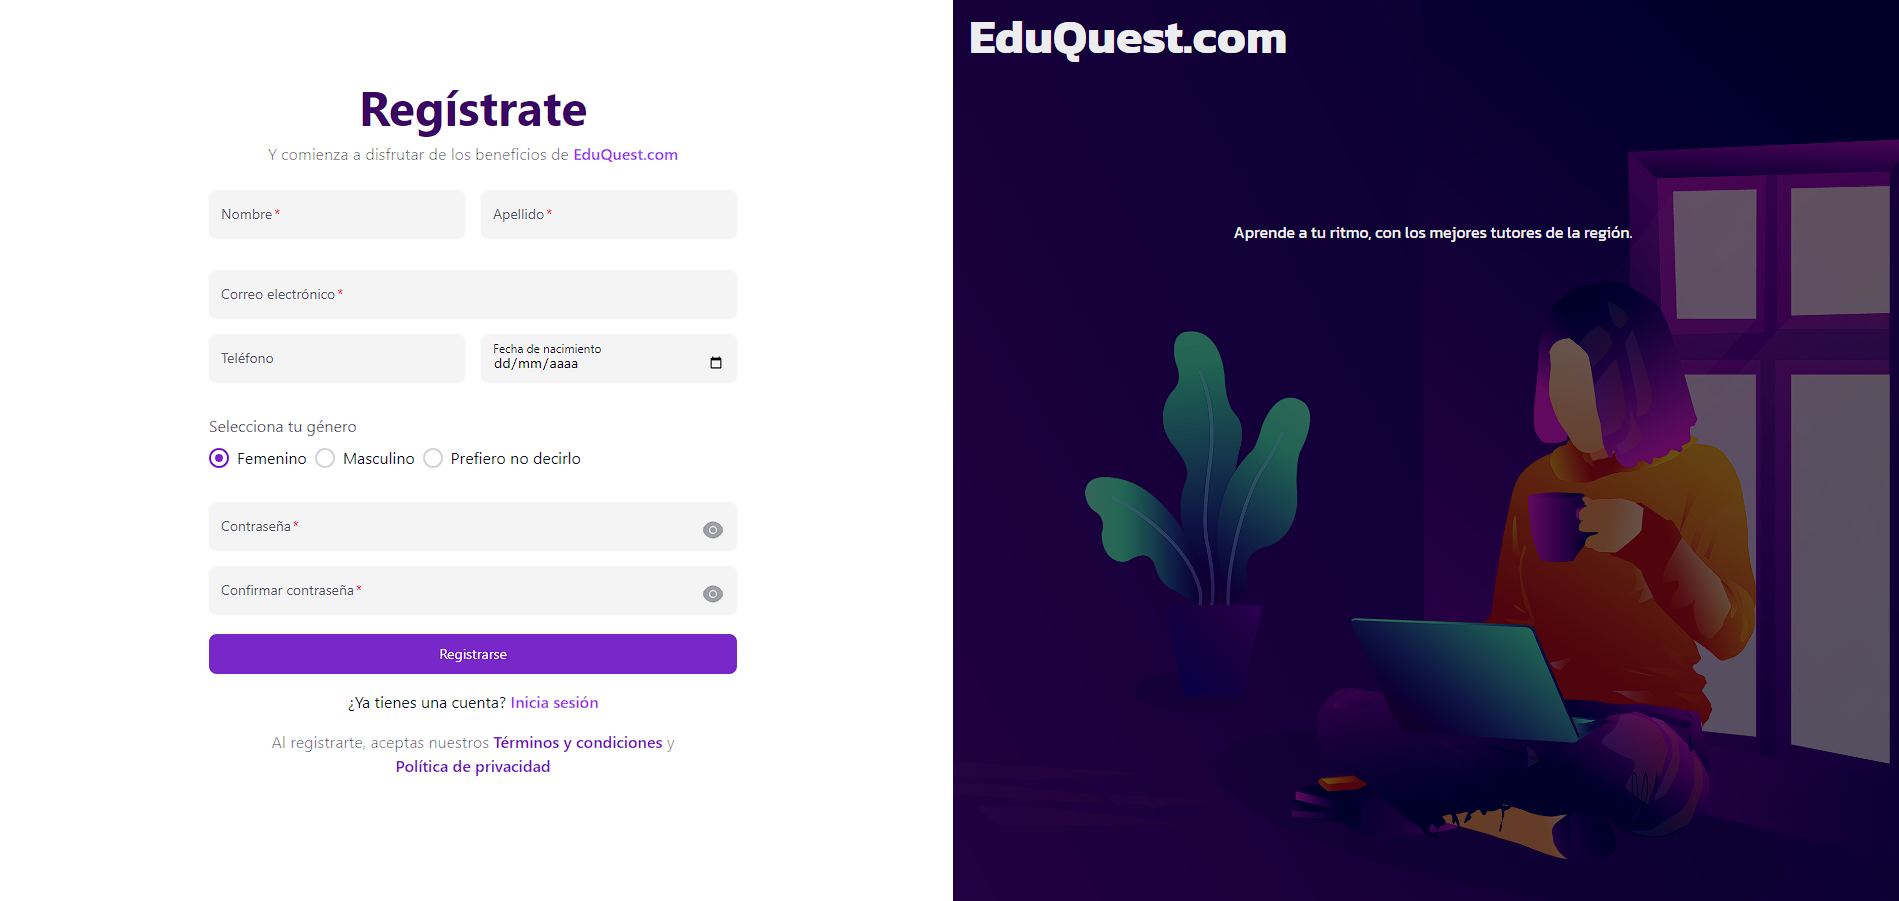 Regístrate
Y comienza a disfrutar de los beneficios de EduQuest.com
Nombre*
Apellido*
Correo electrónico*
Teléfono
Fecha de nacimiento
dd/mm/aaaa
Selecciona tu género
Femenino
Masculino
Prefiero no decirlo
Contraseña*
Confirmar contraseña*
Registrarse
¿Ya tienes una cuenta? Inicia sesión
Al registrarte, aceptas nuestros Términos y condiciones y
Política de privacidad
EduQuest.com
Aprende a tu ritmo, con los mejores tutores de la región.